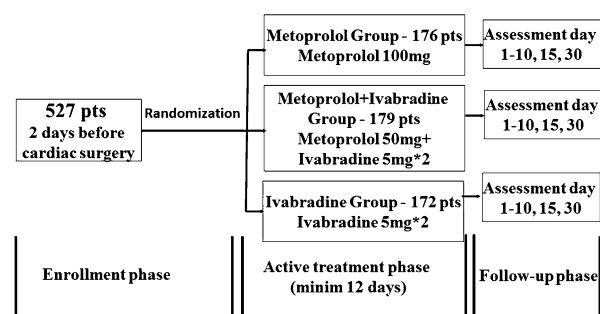 527 pts
2 days before
cardiac surgery
Randomization
Metoprolol Group - 176 pts
Metoprolol 100mg
Assessment day
1-10, 15, 30
Metoprolol+Ivabradine
Group - 179 pts
Metoprolol 50mg+
Ivabradine 5mg*2
Assessment day
1-10, 15, 30
Ivabradine Group - 172 pts
Ivabradine 5mg*2
Assessment day
1-10, 15, 30
Enrollment phase
Active treatment phase
(minim 12 days)
Follow-up phase